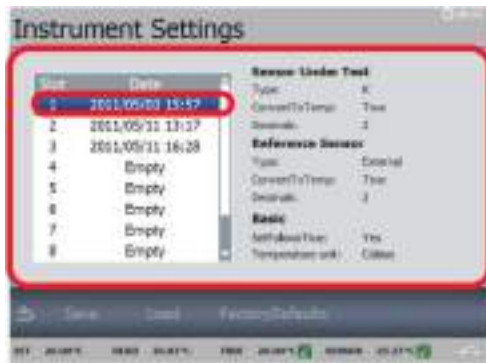 Instrument Settings
Slot Date
1 2011/05/03 15:57
2 2011/05/11 13:17
3 2011/05/11 16:28
4 Empty
5 Empty
6 Empty
7 Empty
8 Empty
Sensor Under Test
Type: K
ConvertToTemp: True
Decimals: 2
Reference Sensor
Type: External
ConvertToTemp: True
Decimals: 2
Basic
SetFollowsTrue: Yes
Temperature unit: Celsius
Save Load FactoryDefaults